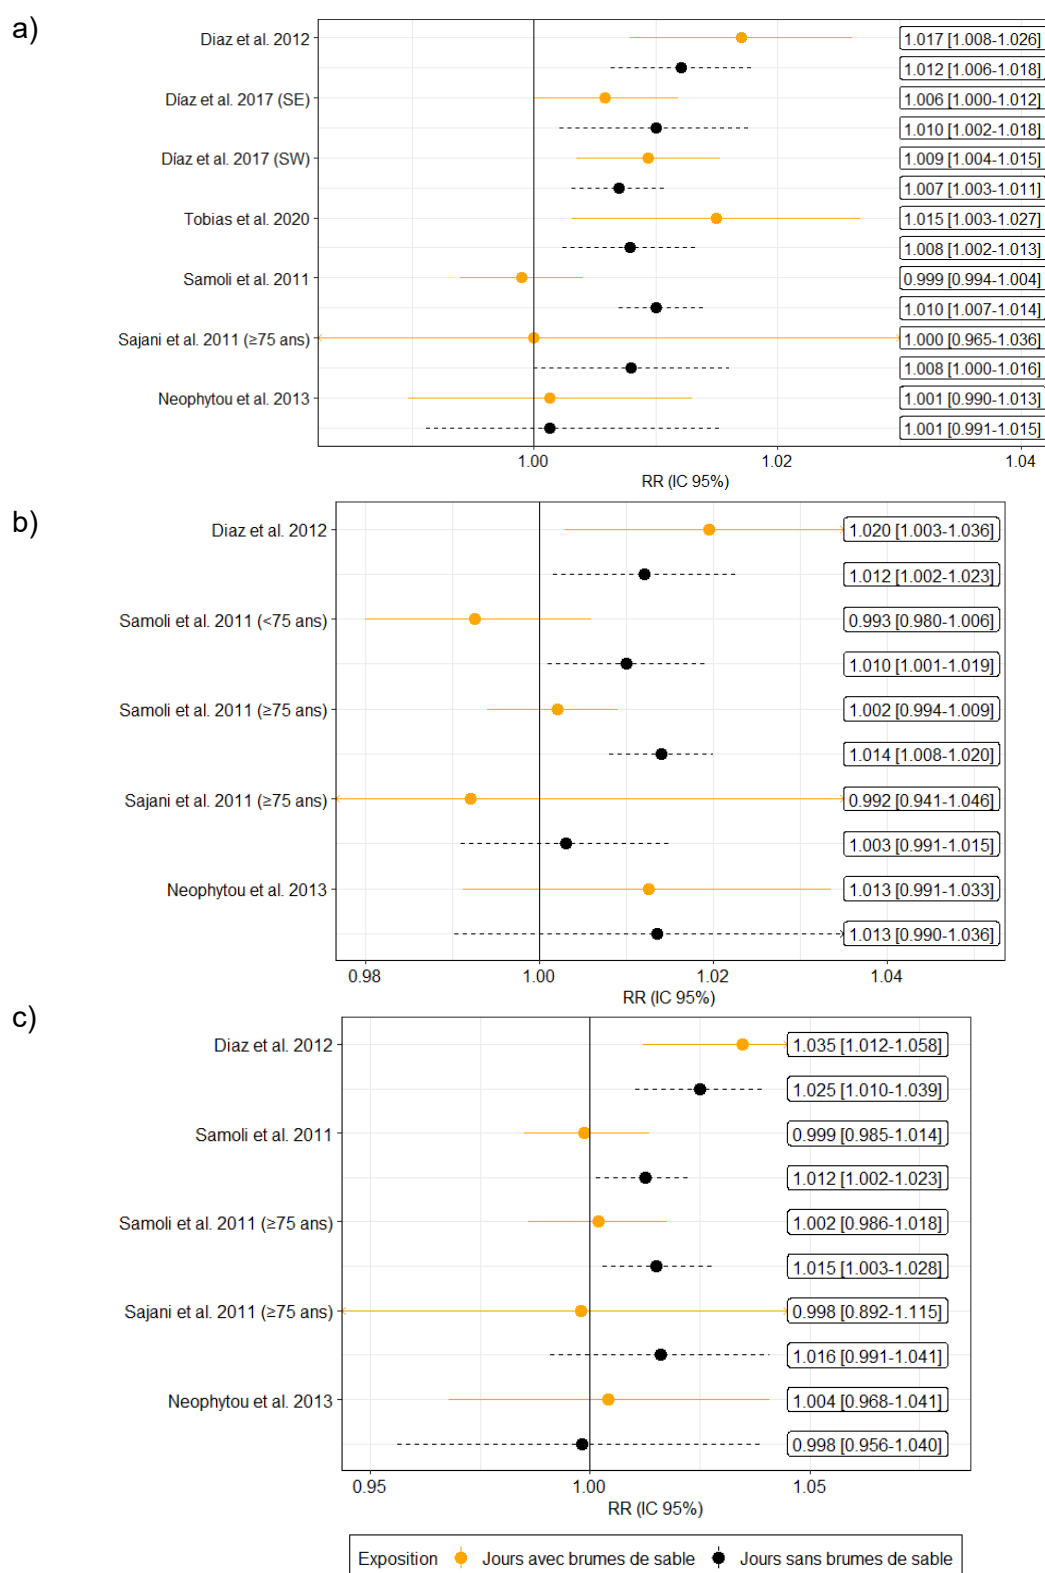 a)
Diaz et al. 2012
1.017 [1.008-1.026]
1.012 [1.006-1.018]
Díaz et al. 2017 (SE)
1.006 [1.000-1.012]
1.010 [1.002-1.018]
Díaz et al. 2017 (SW)
1.009 [1.004-1.015]
1.007 [1.003-1.011]
Tobias et al. 2020
1.015 [1.003-1.027]
1.008 [1.002-1.013]
Samoli et al. 2011
0.999 [0.994-1.004]
1.010 [1.007-1.014]
Sajani et al. 2011 (≥75 ans)
1.000 [0.965-1.036]
1.008 [1.000-1.016]
Neophytou et al. 2013
1.001 [0.990-1.013]
1.001 [0.991-1.015]
1.00 1.02 1.04
RR (IC 95%)
b)
Diaz et al. 2012
1.020 [1.003-1.036]
1.012 [1.002-1.023]
Samoli et al. 2011 (<75 ans)
0.993 [0.980-1.006]
1.010 [1.001-1.019]
Samoli et al. 2011 (≥75 ans)
1.002 [0.994-1.009]
1.014 [1.008-1.020]
Sajani et al. 2011 (≥75 ans)
0.992 [0.941-1.046]
1.003 [0.991-1.015]
Neophytou et al. 2013
1.013 [0.991-1.033]
1.013 [0.990-1.036]
0.98 1.00 1.02 1.04
RR (IC 95%)
c)
Diaz et al. 2012
1.035 [1.012-1.058]
1.025 [1.010-1.039]
Samoli et al. 2011
0.999 [0.985-1.014]
1.012 [1.002-1.023]
Samoli et al. 2011 (≥75 ans)
1.002 [0.986-1.018]
1.015 [1.003-1.028]
Sajani et al. 2011 (≥75 ans)
0.998 [0.892-1.115]
1.016 [0.991-1.041]
Neophytou et al. 2013
1.004 [0.968-1.041]
0.998 [0.956-1.040]
0.95 1.00 1.05
RR (IC 95%)
Exposition Jours avec brumes de sable Jours sans brumes de sable